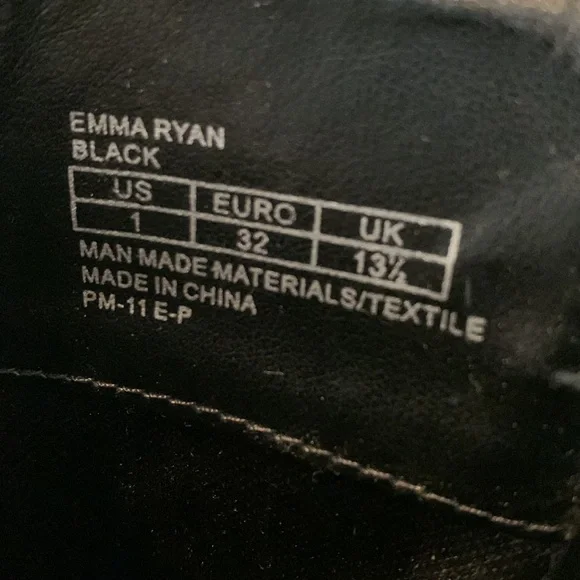 EMMA RYAN
BLACK
US EURO UK
1 32 13½
MAN MADE MATERIALS/TEXTILE
MADE IN CHINA
PM-11 E-P